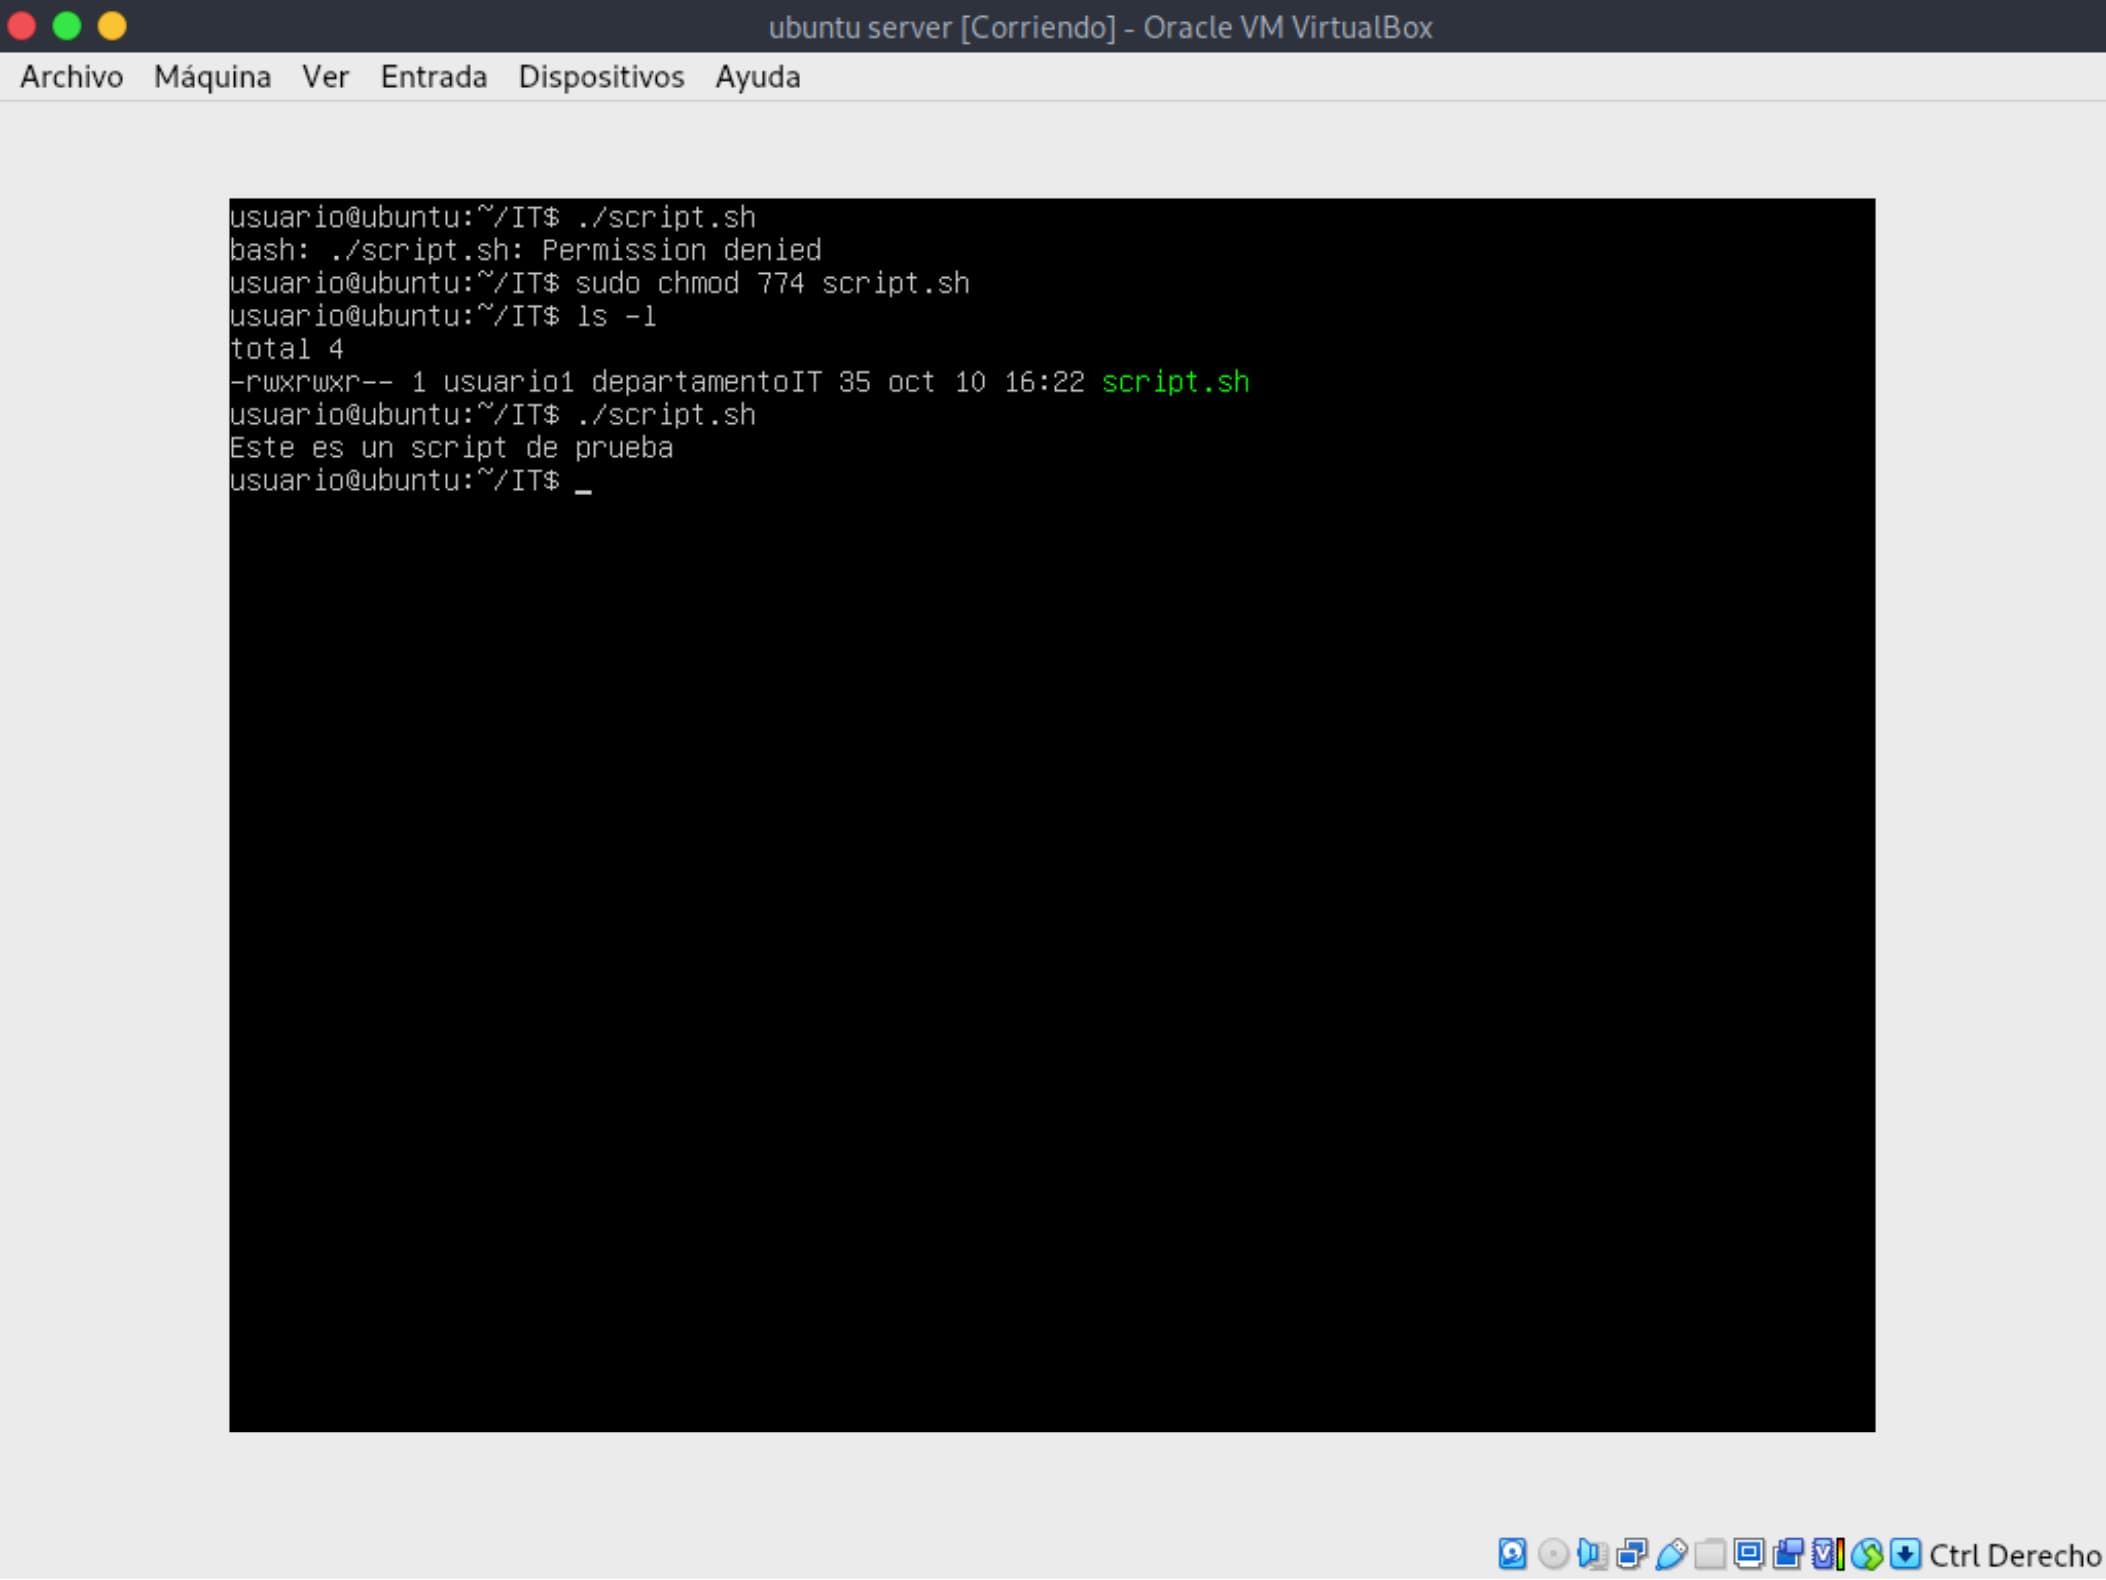 ubuntu server [Corriendo] - Oracle VM VirtualBox
Archivo Máquina Ver Entrada Dispositivos Ayuda
usuario@ubuntu:~/IT$ ./script.sh
bash: ./script.sh: Permission denied
usuario@ubuntu:~/IT$ sudo chmod 774 script.sh
usuario@ubuntu:~/IT$ ls -l
total 4
-rwxrwxr-- 1 usuario1 departamentoIT 35 oct 10 16:22 script.sh
usuario@ubuntu:~/IT$ ./script.sh
Este es un script de prueba
usuario@ubuntu:~/IT$ _
Ctrl Derecho